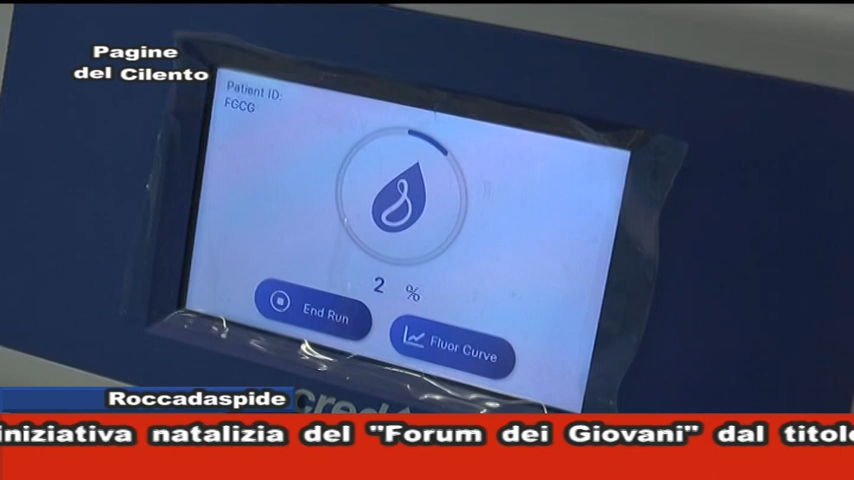 Pagine
del Cilento
Patient ID:
FGCG
2 %
End Run
Fluor Curve
Roccadaspide
iniziativa natalizia del "Forum dei Giovani" dal titolo